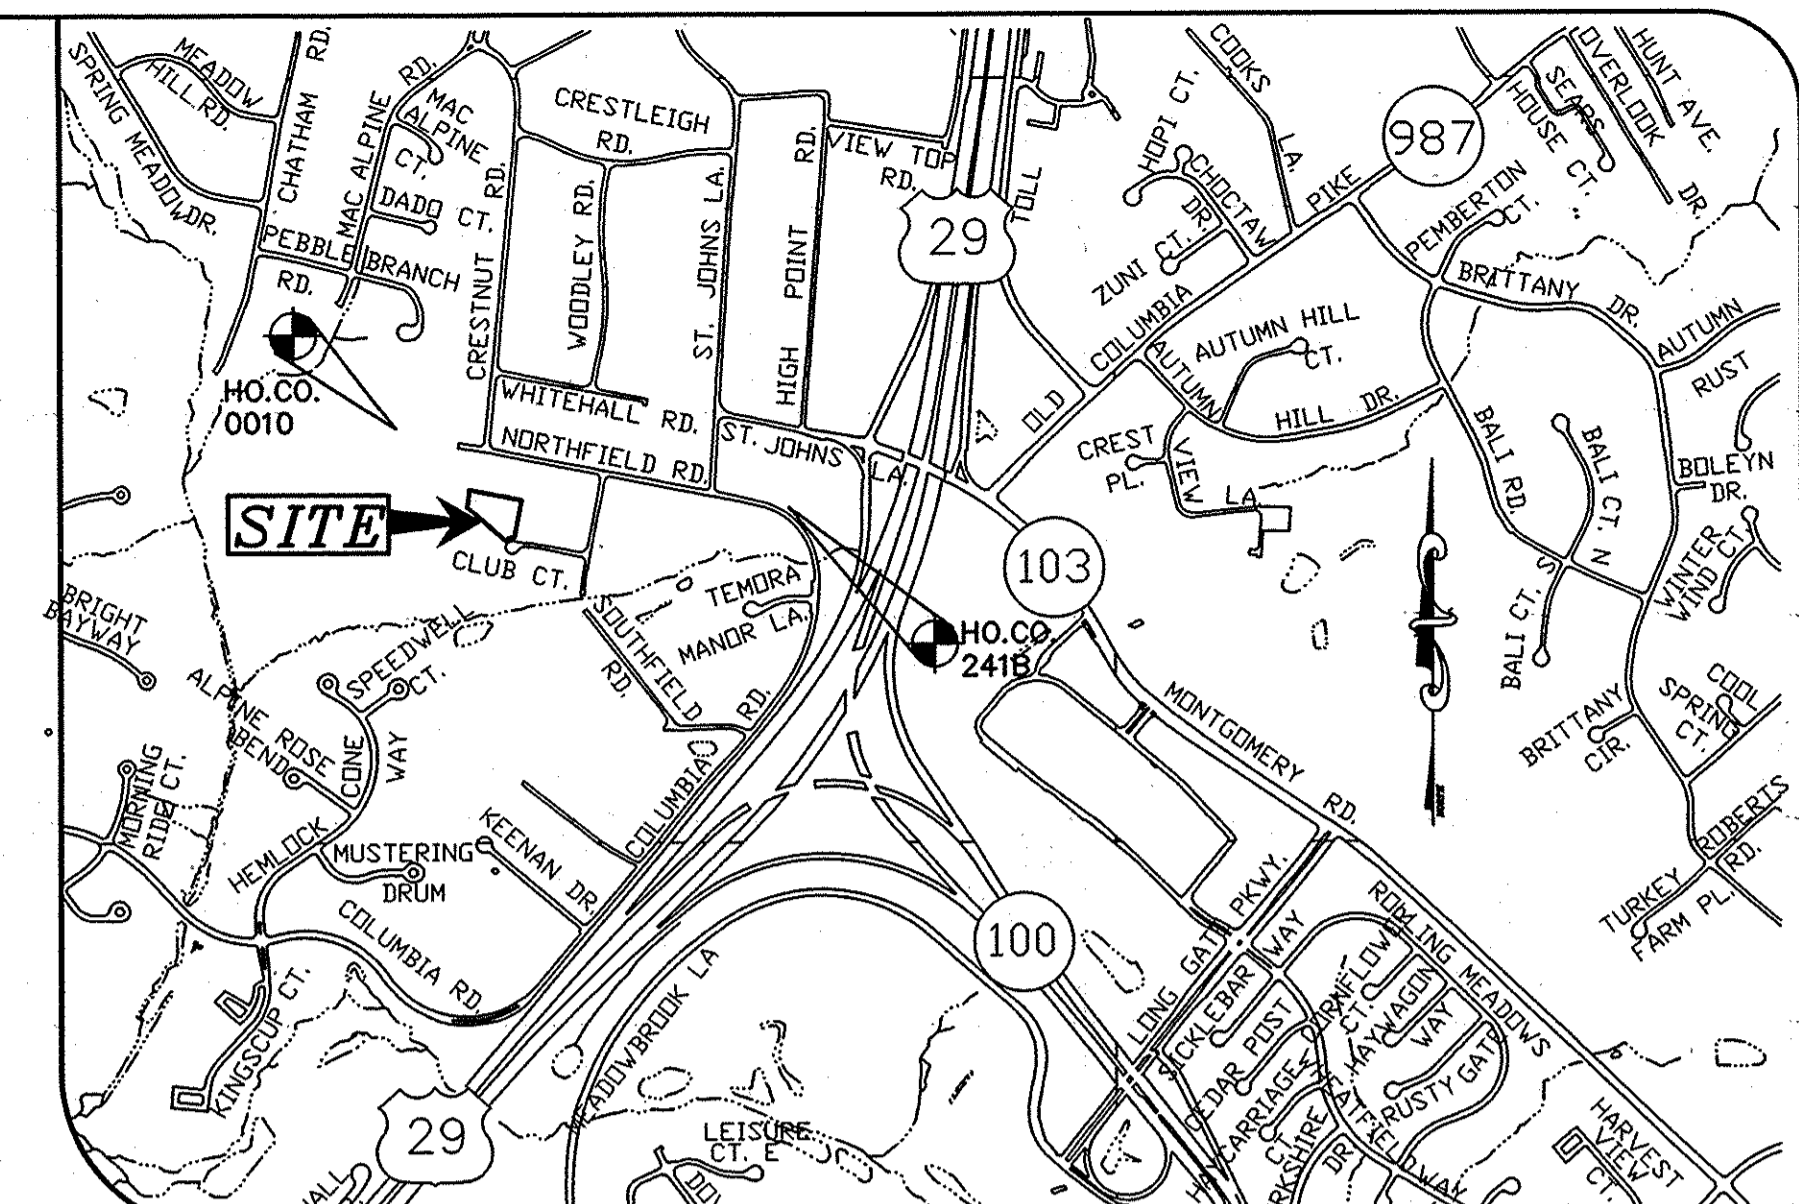 MEADOW
HILL RD.
SPRING MEADOW DR.
CHATHAM RD.
MAC ALPINE RD.
MAC
ALPINE
CT.
DADO CT.
PEBBLE BRANCH
RD.
CHESTNUT RD.
CRESTLEIGH
RD.
WOODLEY RD.
ST. JOHNS LA.
HIGH POINT RD.
VIEW TOP
RD.
29
TOLL
HOPI CT.
COOKS LA.
CHOCTAW
DR.
ZUNI CT.
OLD COLUMBIA PIKE
987
SEARS
HOUSE CT.
OVERLOOK DR.
HUNT AVE.
PEMBERTON
CT.
BRITTANY DR.
AUTUMN
RUST
AUTUMN HILL
CT.
AUTUMN HILL DR.
HO.CO.
0010
WHITEHALL RD.
NORTHFIELD RD.
ST. JOHNS LA.
CREST
PL.
VIEW LA.
BALI RD.
BALI CT. N
BALI CT. S
BOLEYN
DR.
WINTER
WIND CT.
SITE
CLUB CT.
103
TEMORA
MANOR LA.
HO.CO.
241B
BRIGHT
BAYWAY
SPEEDWELL
CT.
SOUTHFIELD
RD.
COLUMBIA RD.
ALPINE ROSE
BEND
CONE
WAY
MORNING
RIDE CT.
HEMLOCK
MUSTERING
DRUM
KEENAN DR.
COLUMBIA RD.
MONTGOMERY RD.
BRITTANY
CIR.
COOL
SPRING
CT.
ROBERTS
RD.
TURKEY
FARM PL.
100
LONG GATE PKWY.
SICKLEBAR WAY
ROLLING MEADOWS
CORNFLOWER
CT.
HAYWAGON
WAY
CEDAR POST
RUSTY GATE
HAYCARRIAGE
CT.
WHEATFIELD WAY
DR.
HARVEST
VIEW
CT.
KINGSCUP CT.
MEADOWBROOK LA
29
LEISURE
CT. E